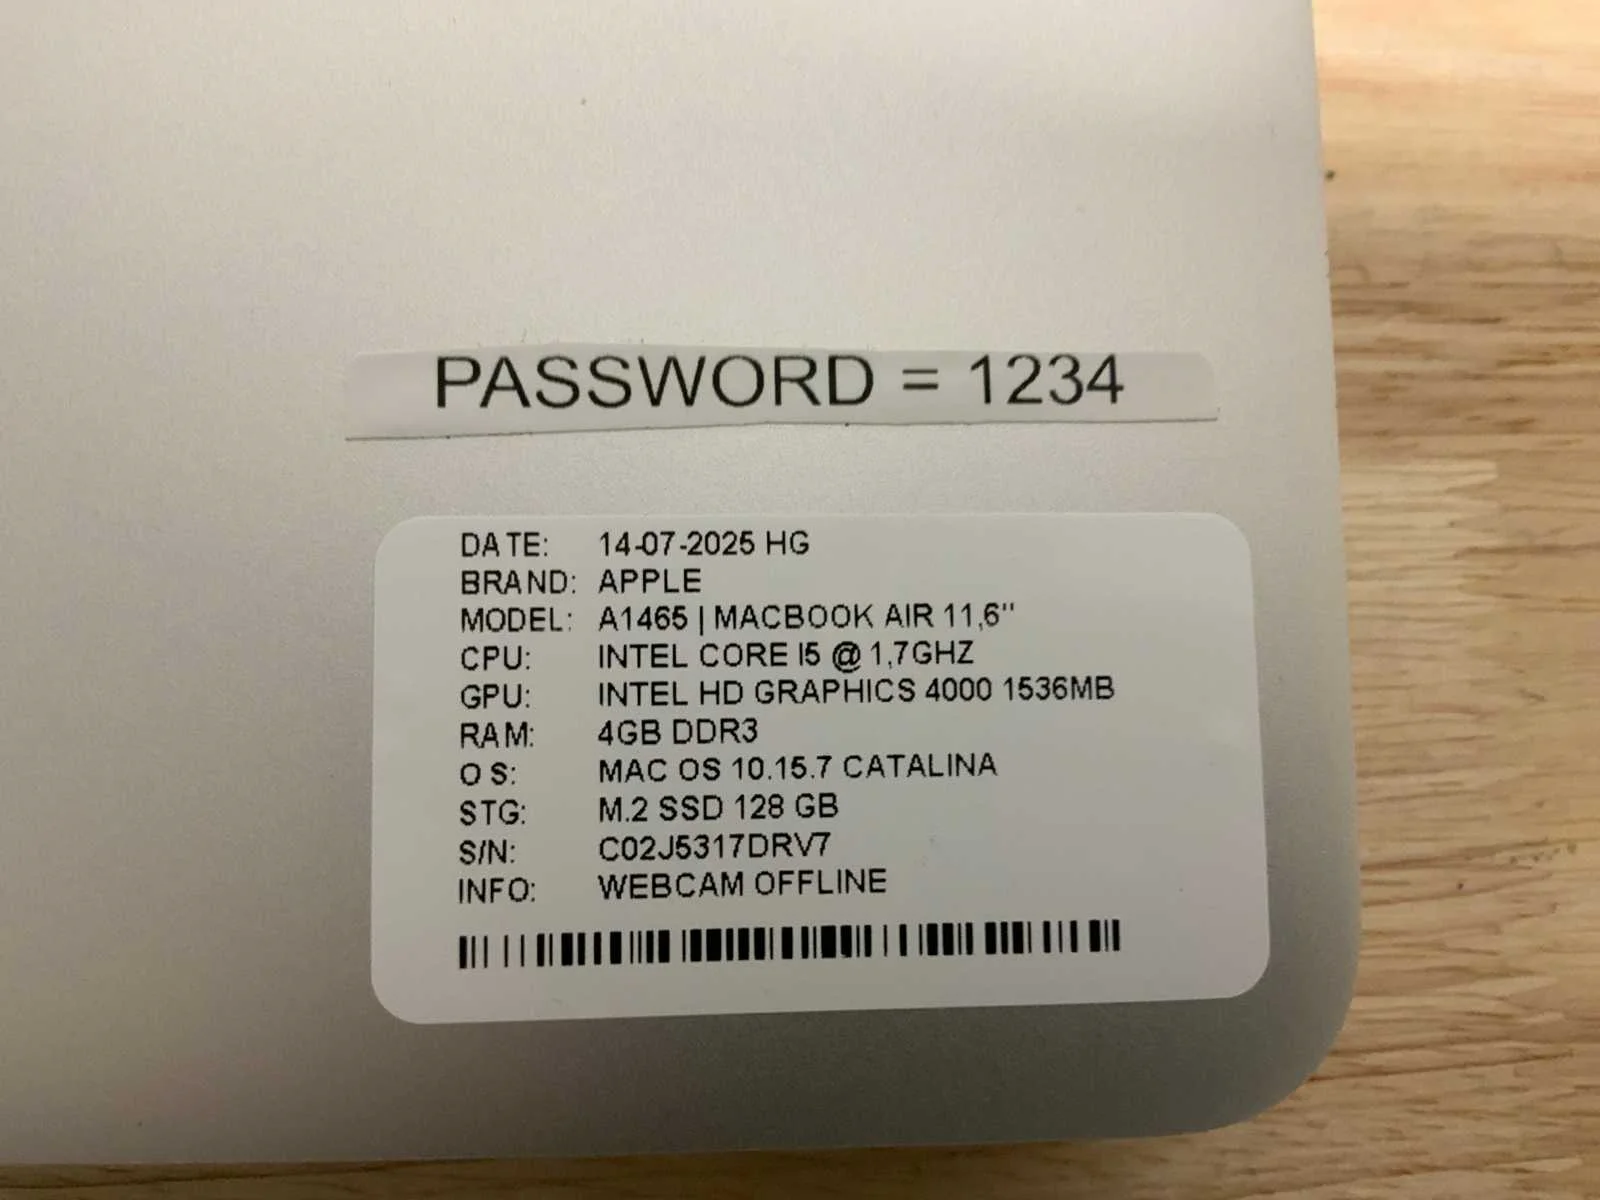 PASSWORD = 1234
DATE: 14-07-2025 HG
BRAND: APPLE
MODEL: A1465 | MACBOOK AIR 11,6"
CPU: INTEL CORE I5 @ 1,7GHZ
GPU: INTEL HD GRAPHICS 4000 1536MB
RAM: 4GB DDR3
OS: MAC OS 10.15.7 CATALINA
STG: M.2 SSD 128 GB
S/N: C02J5317DRV7
INFO: WEBCAM OFFLINE